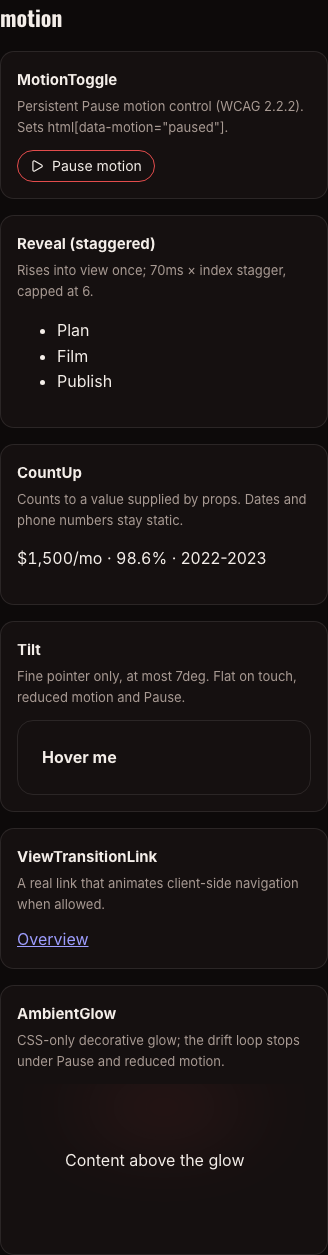 motion
MotionToggle
Persistent Pause motion control (WCAG 2.2.2).
Sets html[data-motion="paused"].
Pause motion
Reveal (staggered)
Rises into view once; 70ms × index stagger,
capped at 6.
• Plan
• Film
• Publish
CountUp
Counts to a value supplied by props. Dates and
phone numbers stay static.
$1,500/mo · 98.6% · 2022-2023
Tilt
Fine pointer only, at most 7deg. Flat on touch,
reduced motion and Pause.
Hover me
ViewTransitionLink
A real link that animates client-side navigation
when allowed.
Overview
AmbientGlow
CSS-only decorative glow; the drift loop stops
under Pause and reduced motion.
Content above the glow